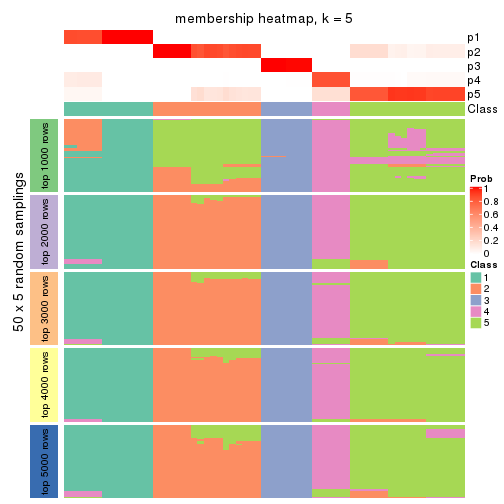 membership heatmap, k = 5
p1
p2
p3
p4
p5
Class
50 x 5 random samplings
top 1000 rows
top 2000 rows
top 3000 rows
top 4000 rows
top 5000 rows
Prob
1
0.8
0.6
0.4
0.2
0
Class
1
2
3
4
5